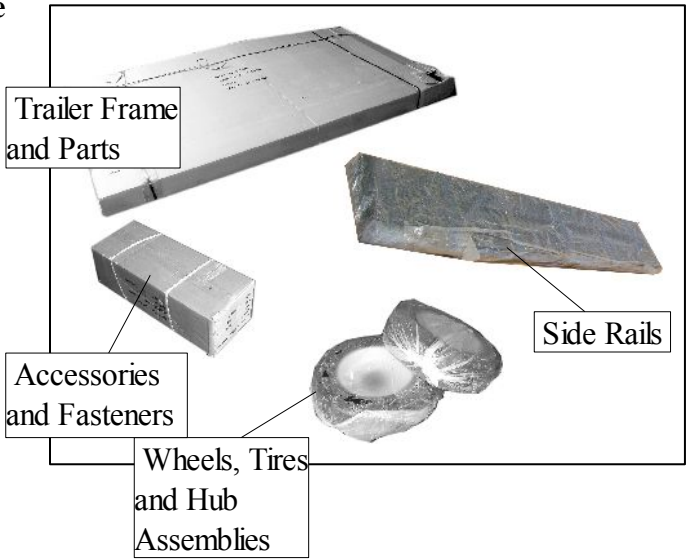 e
Trailer Frame
and Parts
Side Rails
Accessories
and Fasteners
Wheels, Tires
and Hub
Assemblies